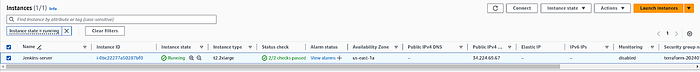 Instances (1/1) Info
Connect Instance state Actions Launch instances
Find Instance by attribute or tag (case-sensitive)
Instance state = running Clear filters
1
Name Instance ID Instance state Instance type Status check Alarm status Availability Zone Public IPv4 DNS Public IPv4 ... Elastic IP IPv6 IPs Monitoring Security group
Jenkins-server Running t2.2xlarge 2/2 checks passed View alarms + us-east-1a 34.224.69.67 disabled